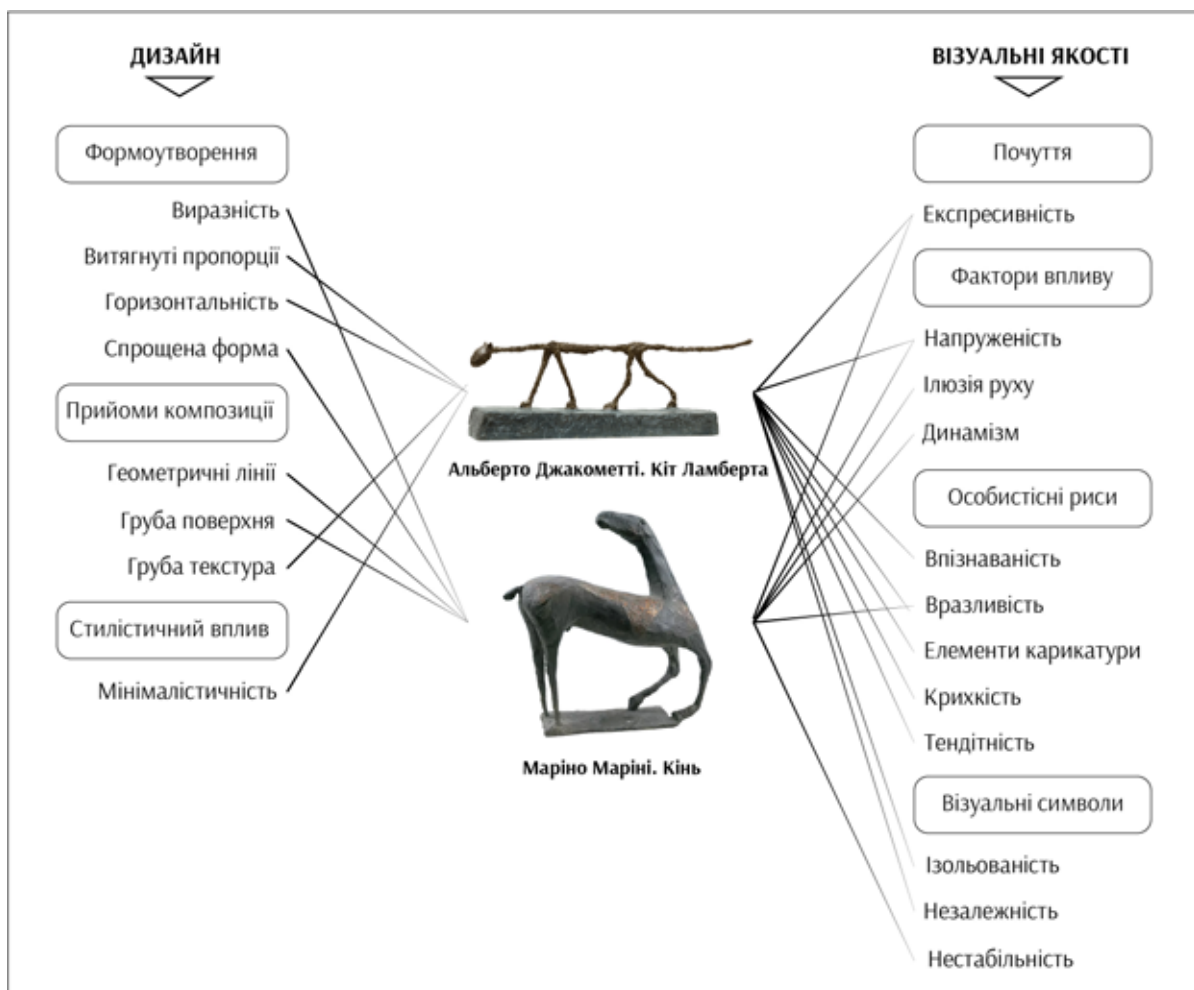 ДИЗАЙН
Формоутворення
Виразність
Витягнуті пропорції
Горизонтальність
Спрощена форма
Прийоми композиції
Геометричні лінії
Груба поверхня
Груба текстура
Стилістичний вплив
Мінімалістичність
Альберто Джакометті. Кіт Ламберта
Маріно Маріні. Кінь
ВІЗУАЛЬНІ ЯКОСТІ
Почуття
Експресивність
Фактори впливу
Напруженість
Ілюзія руху
Динамізм
Особистісні риси
Впізнаваність
Вразливість
Елементи карикатури
Крихкість
Тендітність
Візуальні символи
Ізольованість
Незалежність
Нестабільність